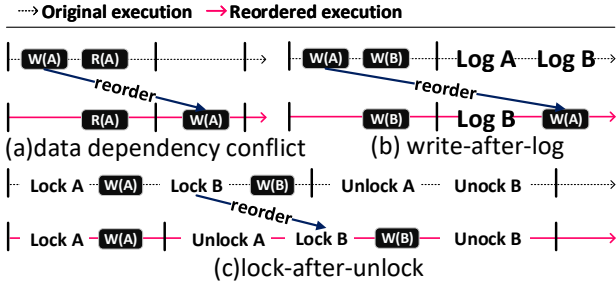 Original execution Reordered execution
W(A) R(A) W(A) W(B) Log A Log B
reorder reorder
R(A) W(A) W(B) Log B W(A)
(a)data dependency conflict (b) write-after-log
Lock A W(A) Lock B W(B) Unlock A Unock B
reorder
Lock A W(A) Unlock A Lock B W(B) Unock B
(c)lock-after-unlock